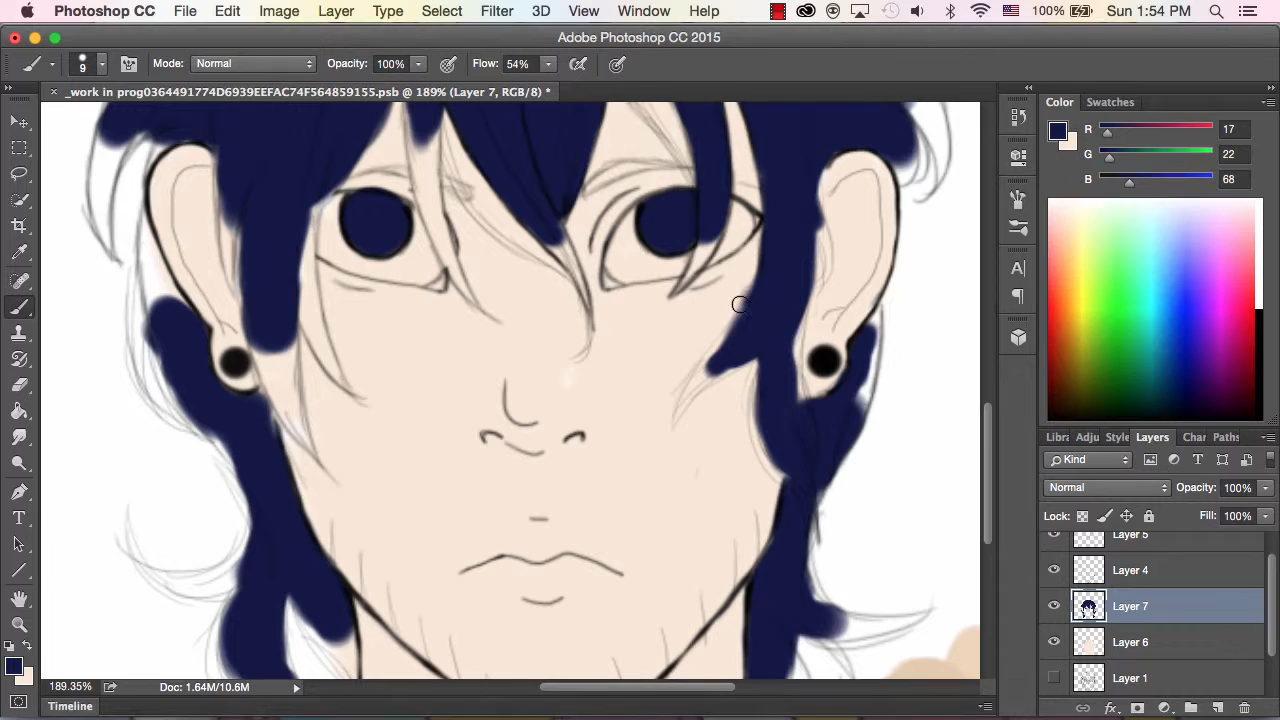 Photoshop CC File Edit Image Layer Type Select Filter 3D View Window Help 100% Sun 1:54 PM
Adobe Photoshop CC 2015
9 Mode: Normal Opacity: 100% Flow: 54%
_work in prog0364491774D6939EEFAC74F564859155.psb @ 189% (Layer 7, RGB/8) *
Color Swatches
R 17
G 22
B 68
Libra Adju Style Layers Char Paths
Kind
Normal Opacity: 100%
Lock: Fill: 100%
Layer 5
Layer 4
Layer 7
Layer 6
Layer 1
189.35% Doc: 1.64M/10.6M
Timeline